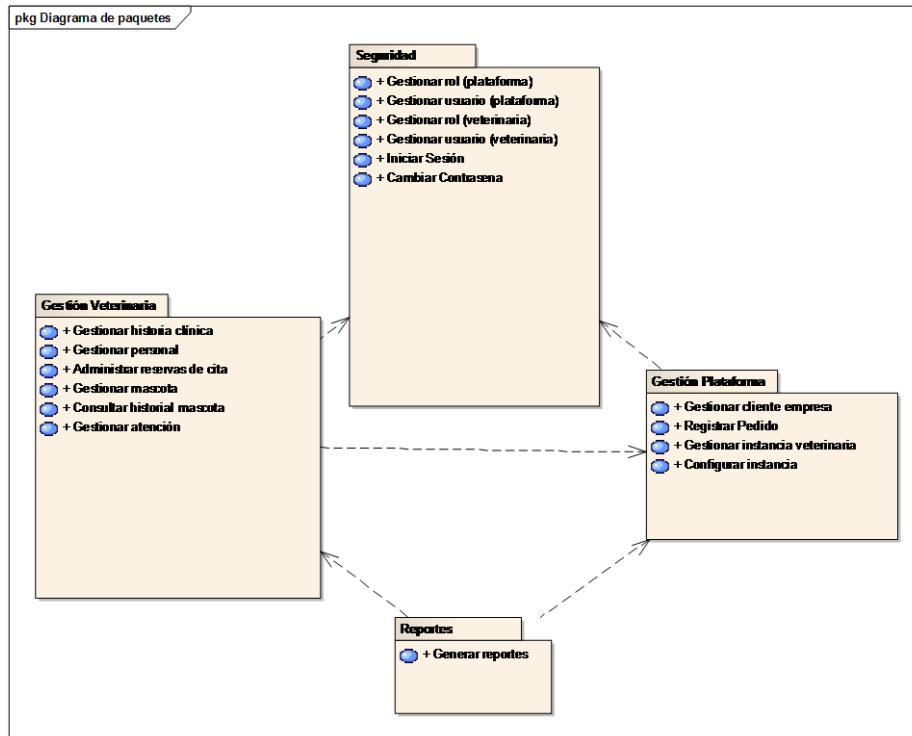 pkg Diagrama de paquetes
Seguridad
+ Gestionar rol (plataforma)
+ Gestionar usuario (plataforma)
+ Gestionar rol (veterinaria)
+ Gestionar usuario (veterinaria)
+ Iniciar Sesión
+ Cambiar Contrasena
Gestión Veterinaria
+ Gestionar historia clínica
+ Gestionar personal
+ Administrar reservas de cita
+ Gestionar mascota
+ Consultar historial mascota
+ Gestionar atención
Gestión Plataforma
+ Gestionar cliente empresa
+ Registrar Pedido
+ Gestionar instancia veterinaria
+ Configurar instancia
Reportes
+ Generar reportes